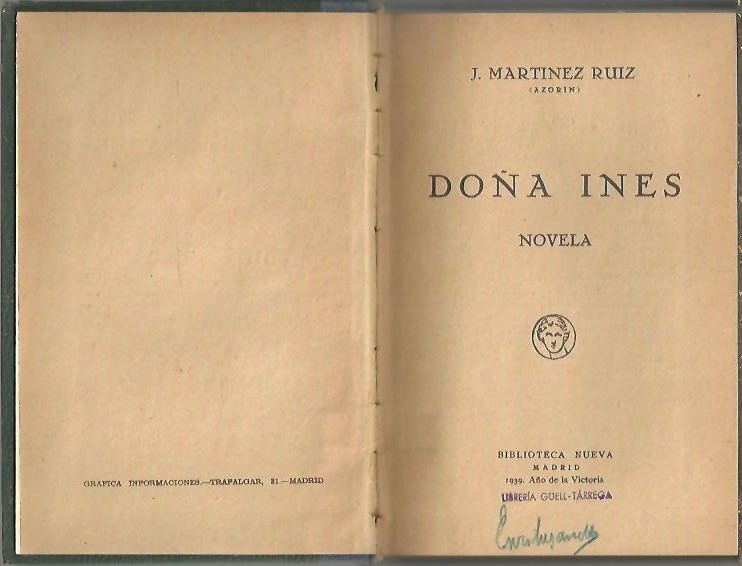 GRAFICA INFORMACIONES.—TRAFALGAR, 31.—MADRID
J. MARTINEZ RUIZ
(AZORIN)
DOÑA INES
NOVELA
BIBLIOTECA NUEVA
MADRID
1939. Año de la Victoria
LIBRERÍA GÜELL-TÁRREGA